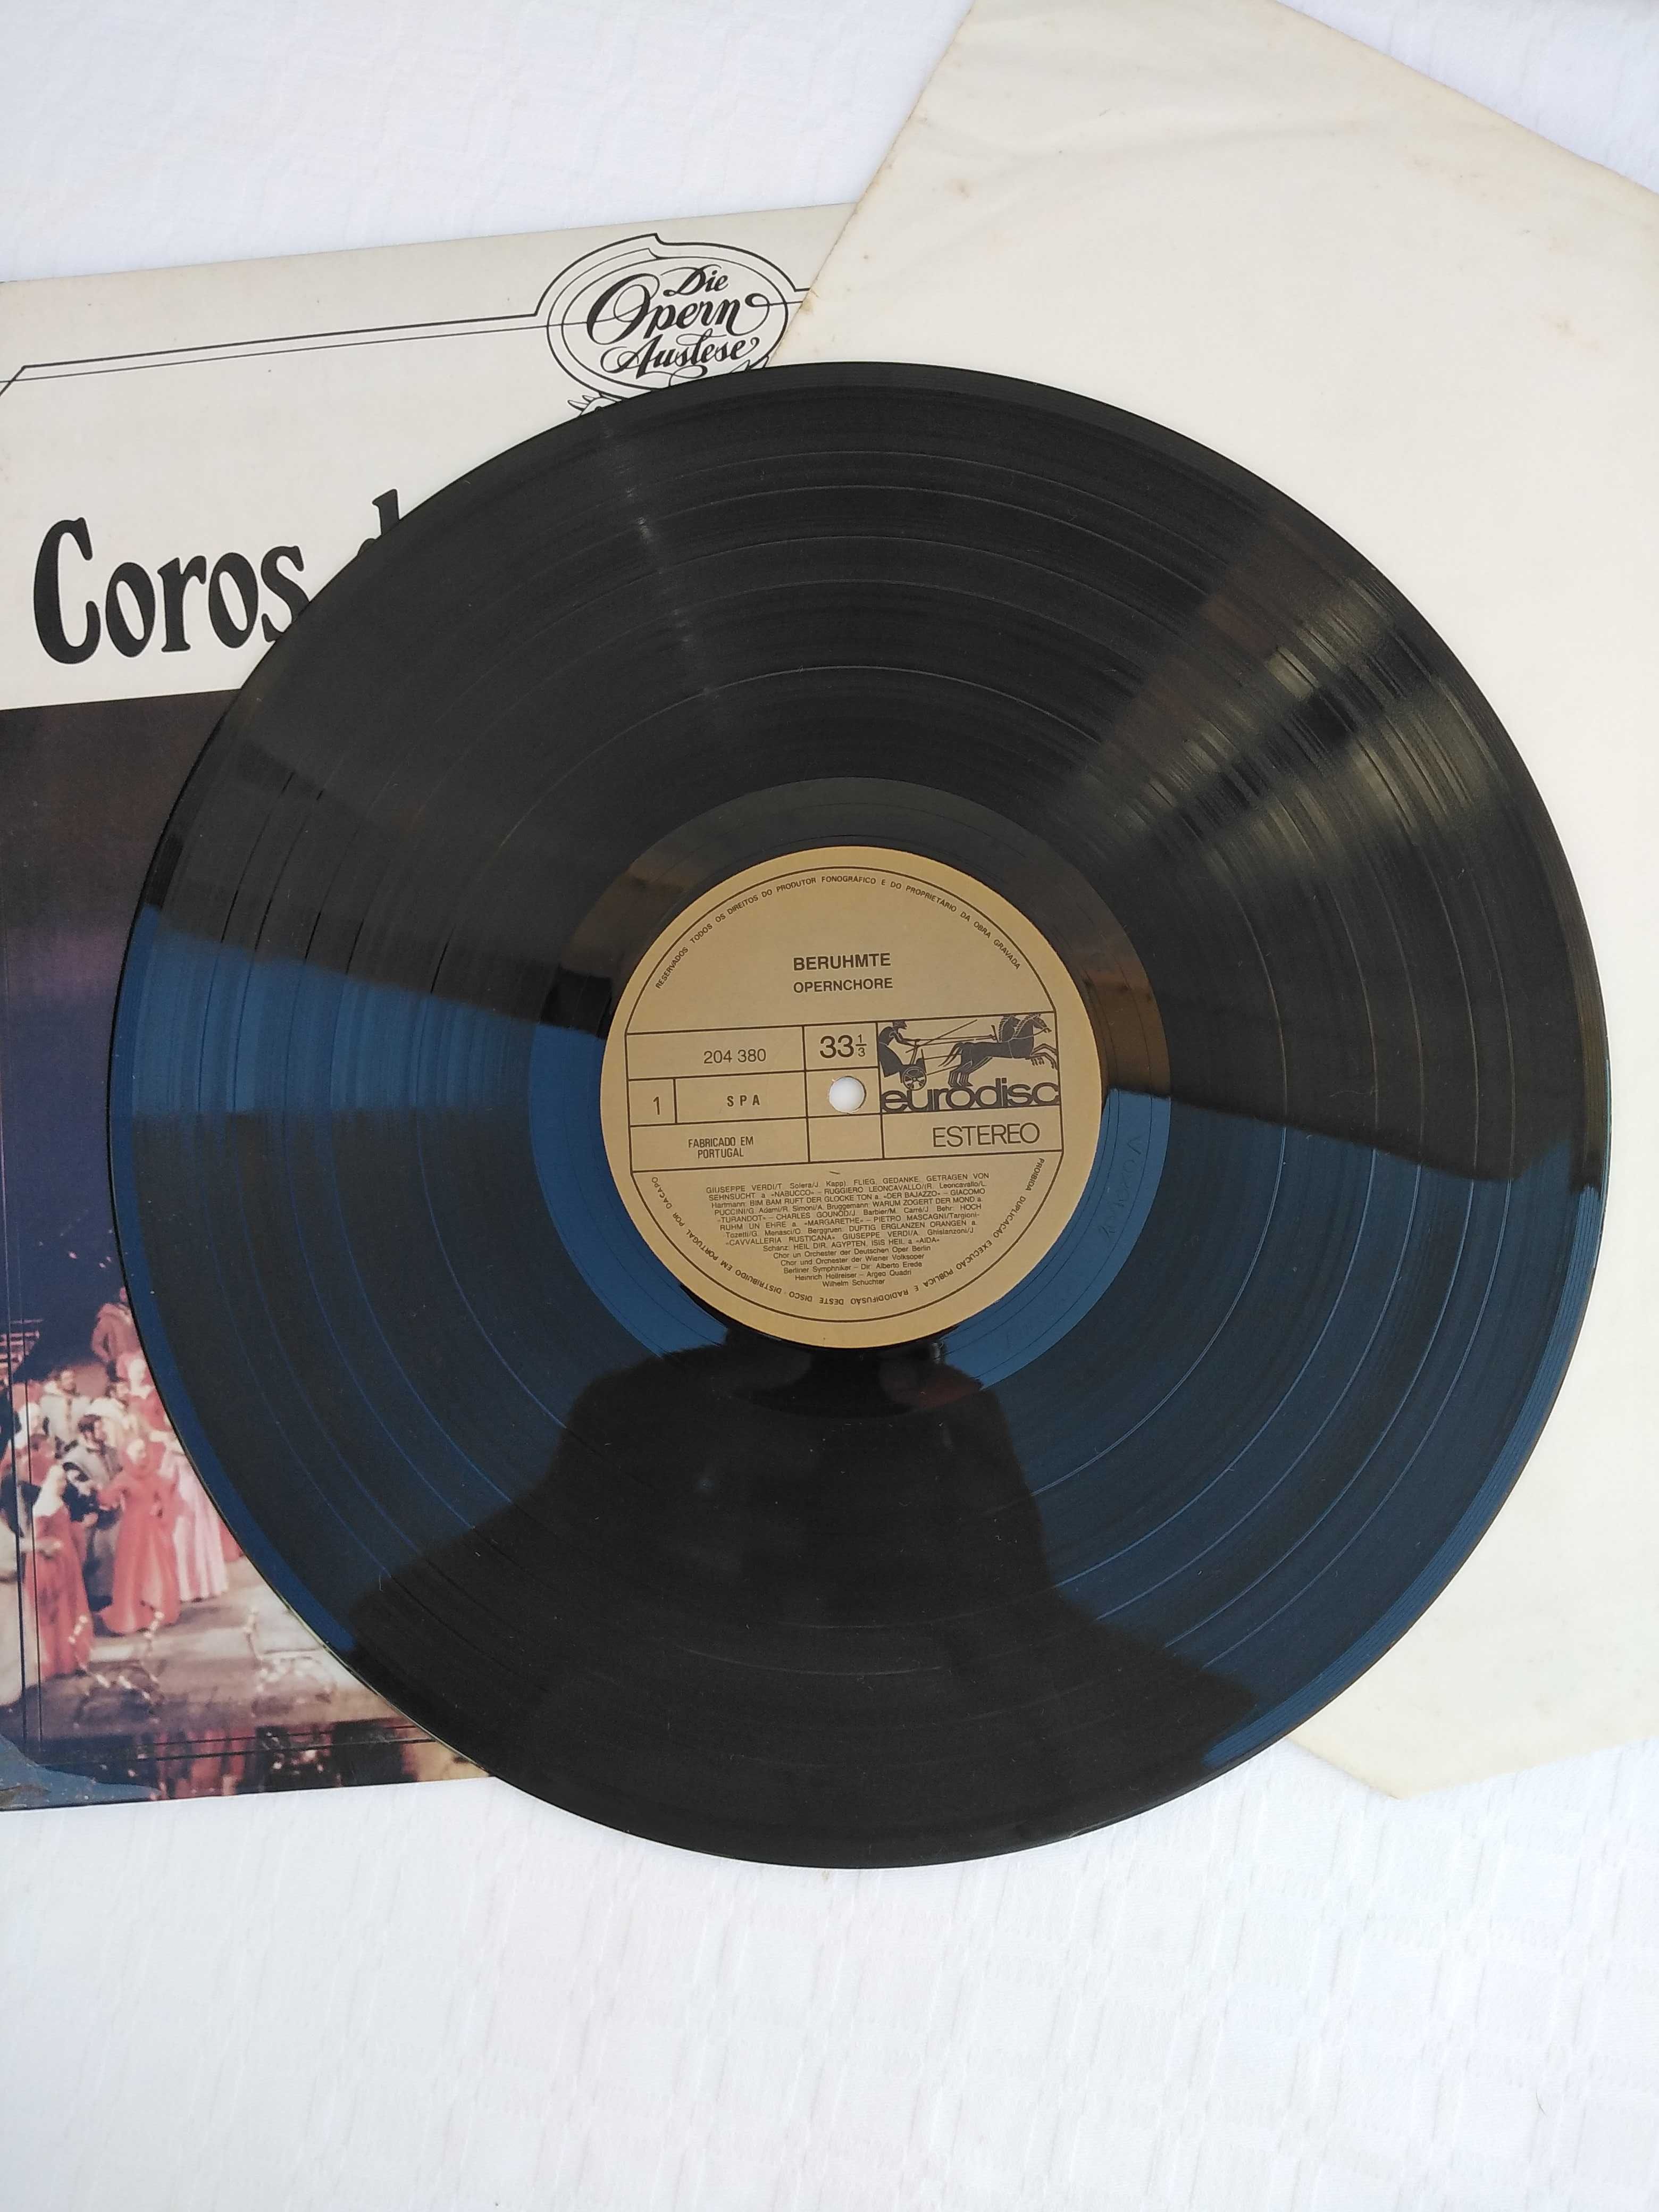 Die
Opern
Auslese
Coros
RESERVADOS TODOS OS DIREITOS DO PRODUTOR FONOGRÁFICO E DO PROPRIETÁRIO DA OBRA GRAVADA
BERUHMTE
OPERNCHORE
204 380
33 1/3
1
SPA
eurodisc
FABRICADO EM
PORTUGAL
ESTEREO
GIUSEPPE VERDI/T. Solera/J. Kapp). FLIEG, GEDANKE, GETRAGEN VON
SEHNSUCHT a «NABUCCO» - RUGGIERO LEONCAVALLO/(R. Leoncavallo/L.
Hartmann: BIM BAM RUFT DER GLOCKE TON a. «DER BAJAZZO» - GIACOMO
PUCCINI/G. Adami/R. Simoni/A. Bruggemann: WARUM ZOGERT DER MOND a.
«TURANDOT» - CHARLES GOUNOD/J. Barbier/M. Carré/J. Behr: HOCH
RUHM UN EHRE a. «MARGARETHE» - PIETRO MASCAGNI/Targioni-
Tozetti/G. Menasci/O. Berggruen: DUFTIG ERGLANZEN ORANGEN a.
«CAVVALLERIA RUSTICANA» GIUSEPPE VERDI/A. Ghislanzoni/J.
Schanz: HEIL DIR, AGYPTEN, ISIS HEIL a «AIDA»
Chor un Orchester der Deutschen Oper Berlin
Chor und Orchester der Wiener Volksoper
Berliner Symphniker - Dir: Alberto Erede
Heinrich Hollreiser - Argeo Quadri
Wilhelm Schuchter
PROIBIDA DUPLICAÇÃO EXECUÇÃO PÚBLICA E RADIODIFUSÃO DESTE DISCO · DISTRIBUIDO EM PORTUGAL POR: DACAPO